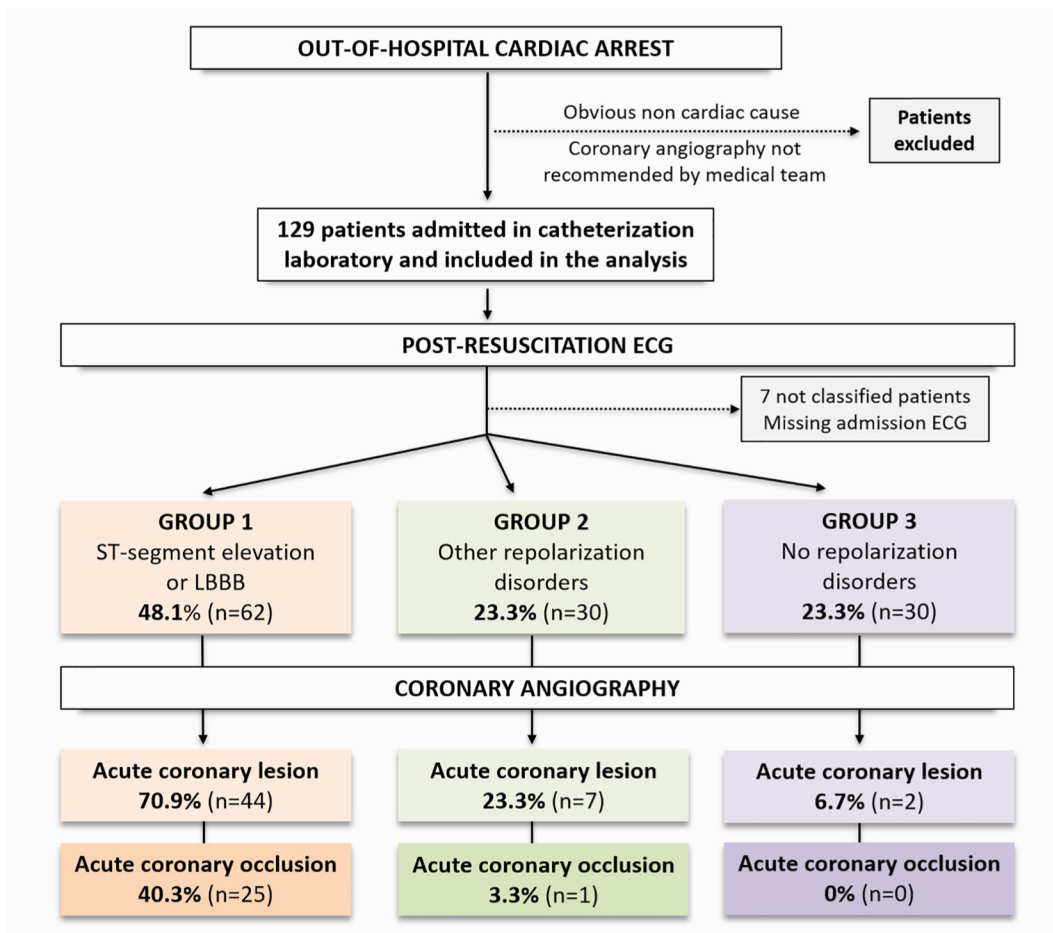 OUT-OF-HOSPITAL CARDIAC ARREST
Obvious non cardiac cause
Coronary angiography not
recommended by medical team
Patients
excluded
129 patients admitted in catheterization
laboratory and included in the analysis
POST-RESUSCITATION ECG
7 not classified patients
Missing admission ECG
GROUP 1
ST-segment elevation
or LBBB
48.1% (n=62)
GROUP 2
Other repolarization
disorders
23.3% (n=30)
GROUP 3
No repolarization
disorders
23.3% (n=30)
CORONARY ANGIOGRAPHY
Acute coronary lesion
70.9% (n=44)
Acute coronary lesion
23.3% (n=7)
Acute coronary lesion
6.7% (n=2)
Acute coronary occlusion
40.3% (n=25)
Acute coronary occlusion
3.3% (n=1)
Acute coronary occlusion
0% (n=0)